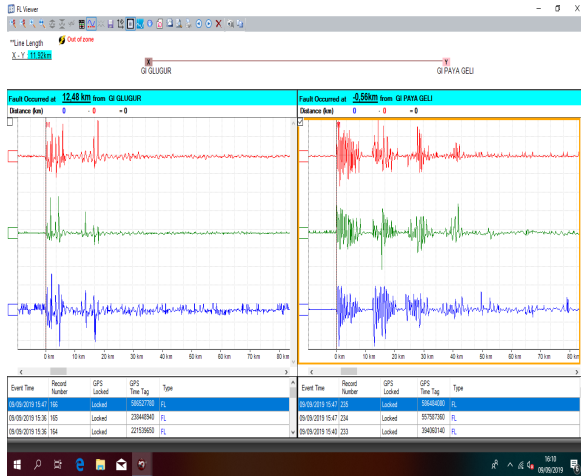 FL Viewer
"Line Length
Out of zone
X - Y : 11.92km
X
Y
GI GLUGUR
GI PAYA GELI
Fault Occurred at 12.48 km from GI GLUGUR
Distance (km) 0 - 0 = 0
0 km 10 km 20 km 30 km 40 km 50 km 60 km 70 km 80 km
Event Time Record Number GPS Locked GPS Time Tag Type
09/09/2019 15:47 166 Locked 586527780 FL
09/09/2019 15:36 165 Locked 233440940 FL
09/09/2019 15:36 164 Locked 221539650 FL
Fault Occurred at -0.56km from GI PAYA GELI
Distance (km) 0 - 0 = 0
0 km 10 km 20 km 30 km 40 km 50 km 60 km 70 km 80 km
Event Time Record Number GPS Locked GPS Time Tag Type
09/09/2019 15:47 235 Locked 586484080 FL
09/09/2019 15:47 234 Locked 557587360 FL
09/09/2019 15:40 233 Locked 394060140 FL
16:10
09/09/2019